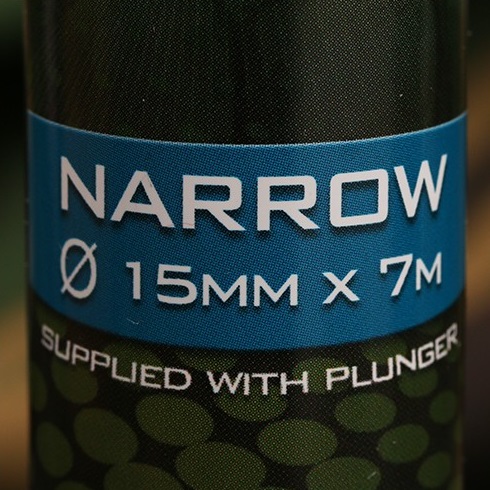 NARROW
Ø 15MM X 7M
SUPPLIED WITH PLUNGER